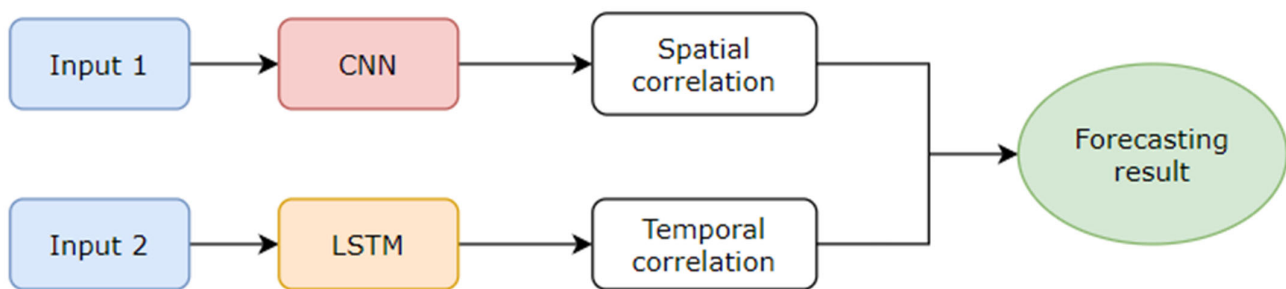 Input 1
CNN
Spatial
correlation
Forecasting
result
Input 2
LSTM
Temporal
correlation